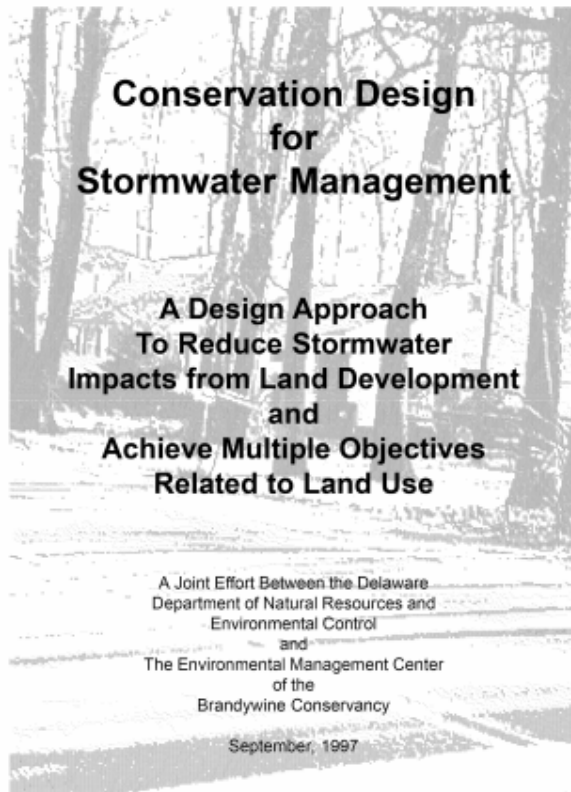 Conservation Design
for
Stormwater Management
A Design Approach
To Reduce Stormwater
Impacts from Land Development
and
Achieve Multiple Objectives
Related to Land Use
A Joint Effort Between the Delaware
Department of Natural Resources and
Environmental Control
and
The Environmental Management Center
of the
Brandywine Conservancy
September, 1997